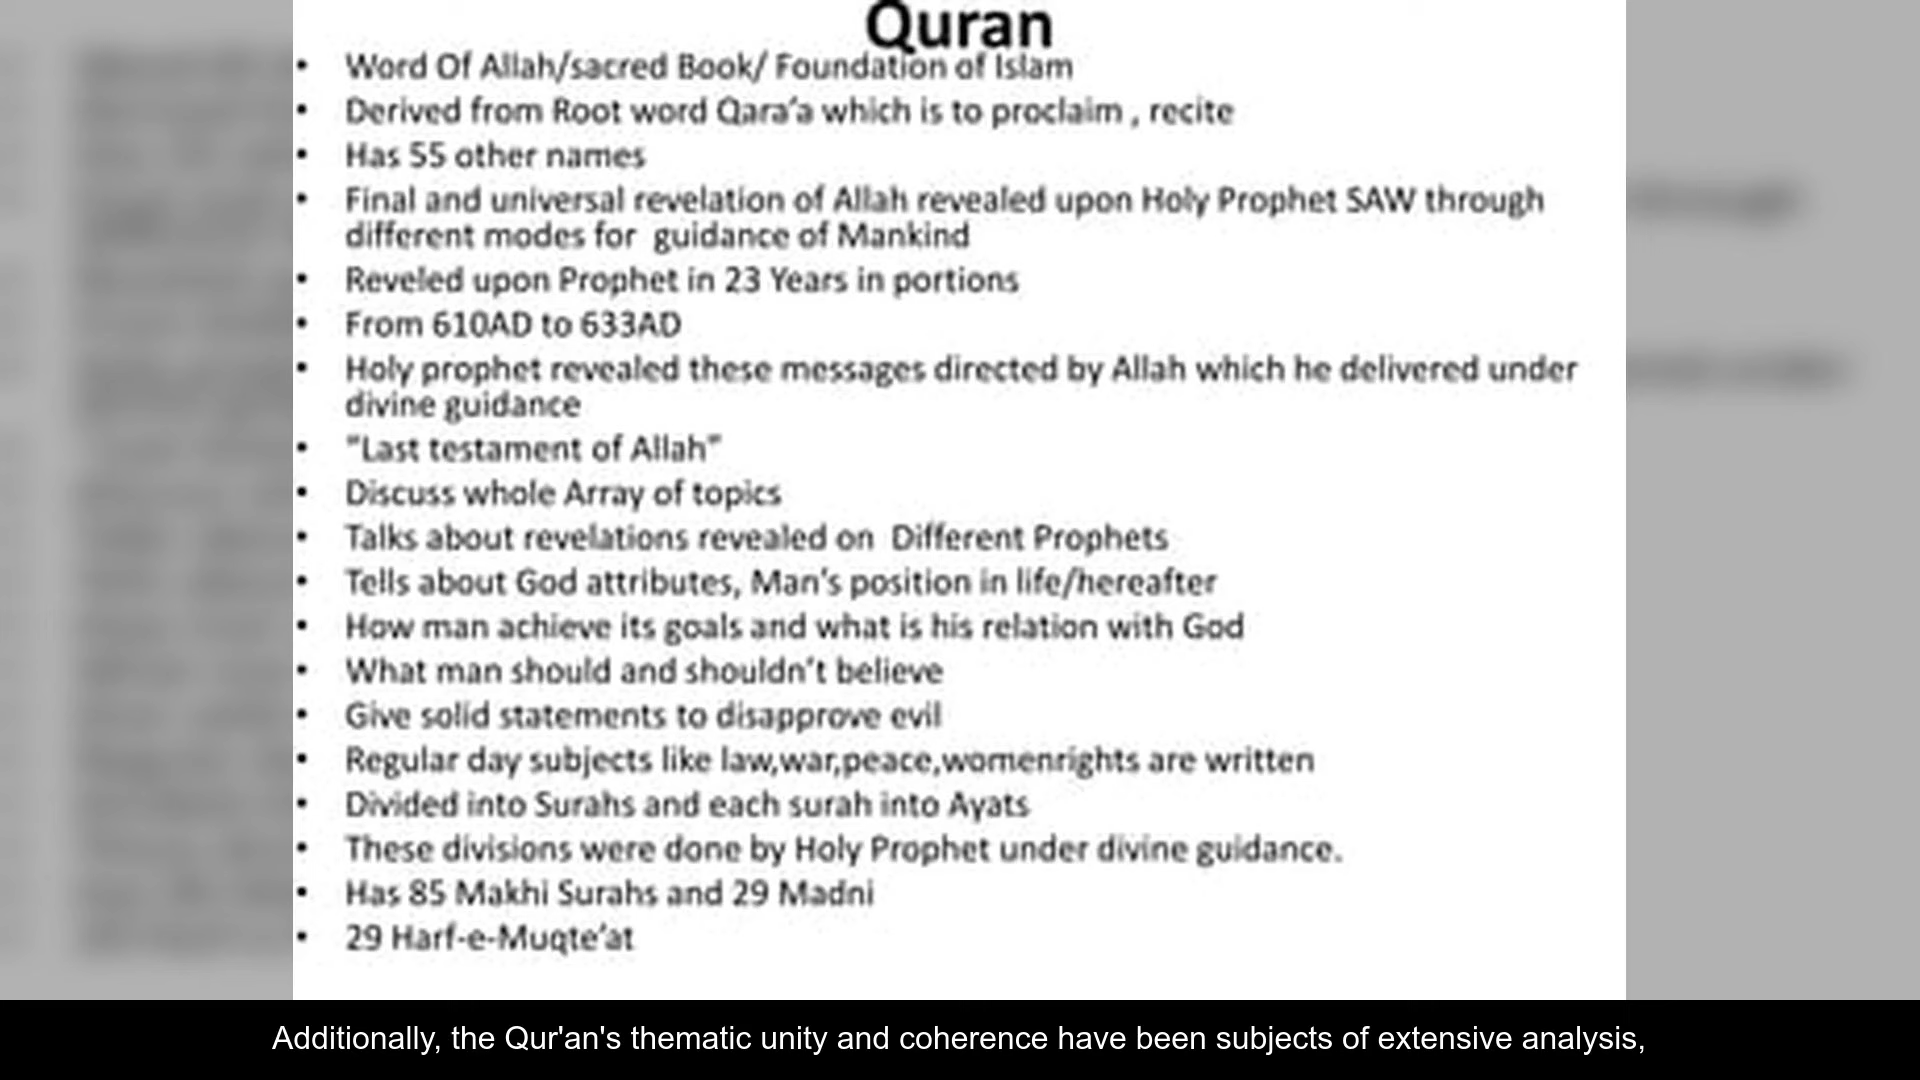 Quran
• Word Of Allah/sacred Book/ Foundation of Islam
• Derived from Root word Qara'a which is to proclaim , recite
• Has 55 other names
• Final and universal revelation of Allah revealed upon Holy Prophet SAW through
different modes for guidance of Mankind
• Reveled upon Prophet in 23 Years in portions
• From 610AD to 633AD
• Holy prophet revealed these messages directed by Allah which he delivered under
divine guidance
• "Last testament of Allah"
• Discuss whole Array of topics
• Talks about revelations revealed on Different Prophets
• Tells about God attributes, Man's position in life/hereafter
• How man achieve its goals and what is his relation with God
• What man should and shouldn't believe
• Give solid statements to disapprove evil
• Regular day subjects like law,war,peace,womenrights are written
• Divided into Surahs and each surah into Ayats
• These divisions were done by Holy Prophet under divine guidance.
• Has 85 Makhi Surahs and 29 Madni
• 29 Harf-e-Muqte'at
Additionally, the Qur'an's thematic unity and coherence have been subjects of extensive analysis,